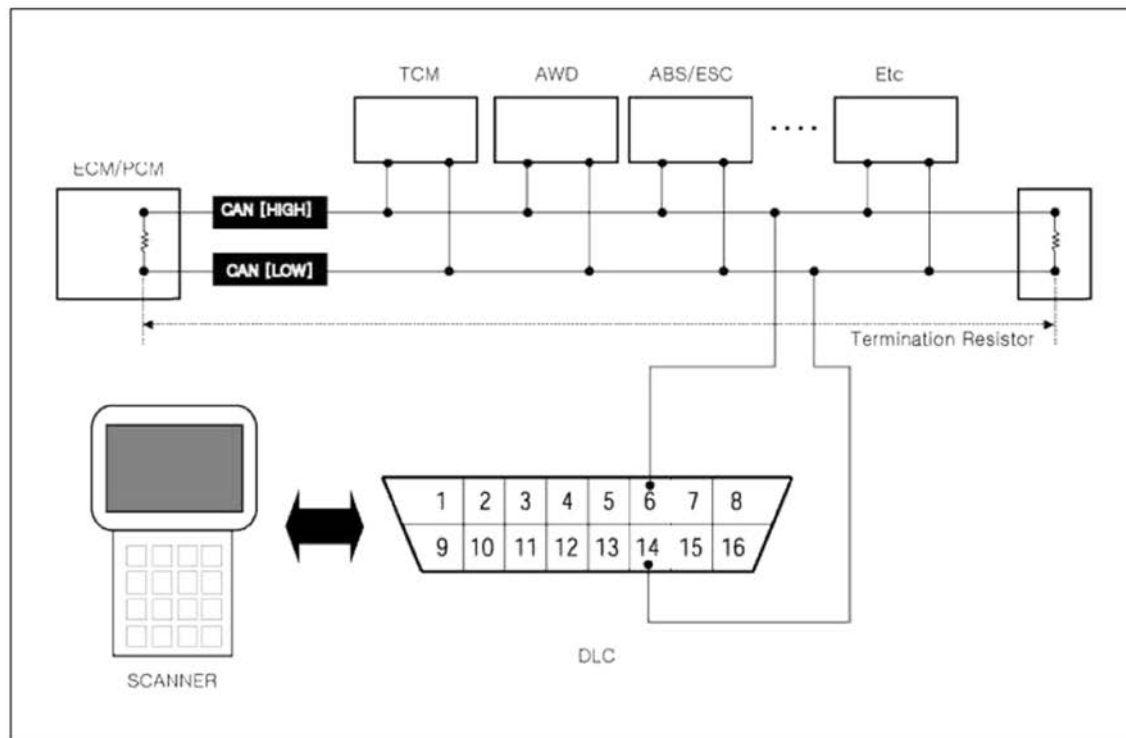 TCM AWD ABS/ESC Etc
ECM/PCM
CAN [HIGH]
CAN [LOW]
Termination Resistor
1 2 3 4 5 6 7 8
9 10 11 12 13 14 15 16
DLC
SCANNER